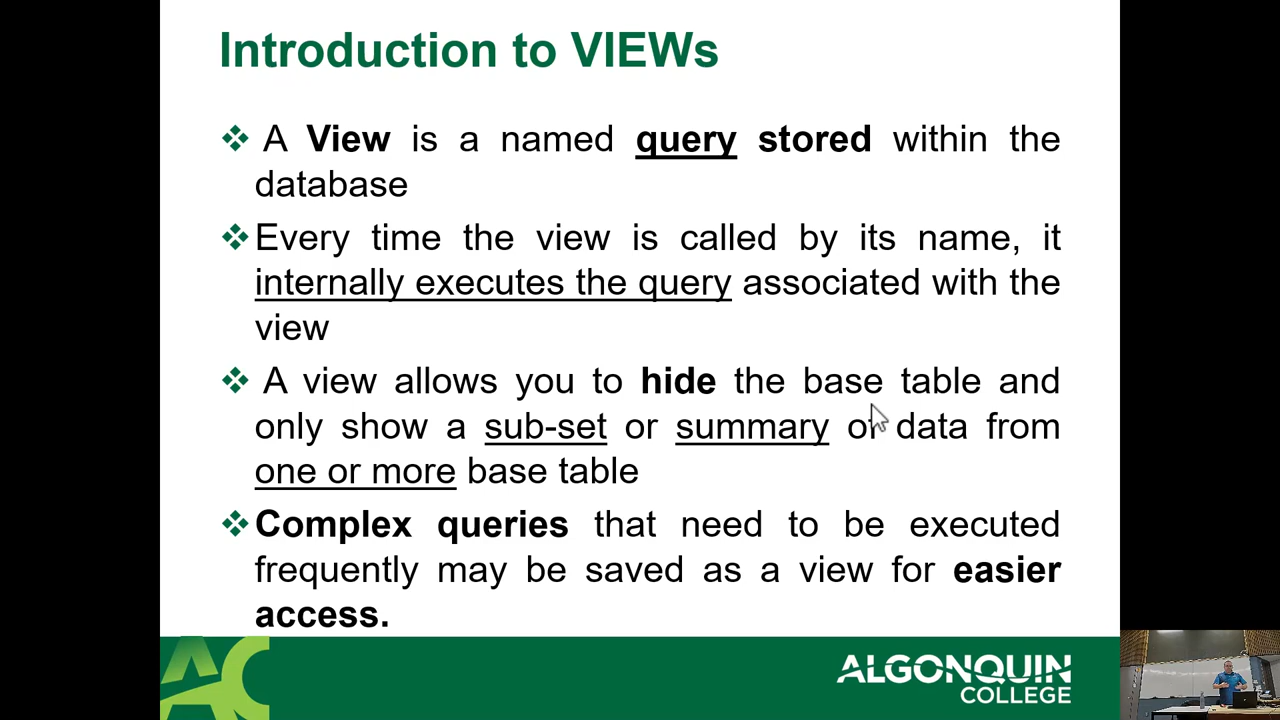 Introduction to VIEWs
A View is a named query stored within the
database
Every time the view is called by its name, it
internally executes the query associated with the
view
A view allows you to hide the base table and
only show a sub-set or summary of data from
one or more base table
Complex queries that need to be executed
frequently may be saved as a view for easier
access.
AC
ALGONQUIN
COLLEGE